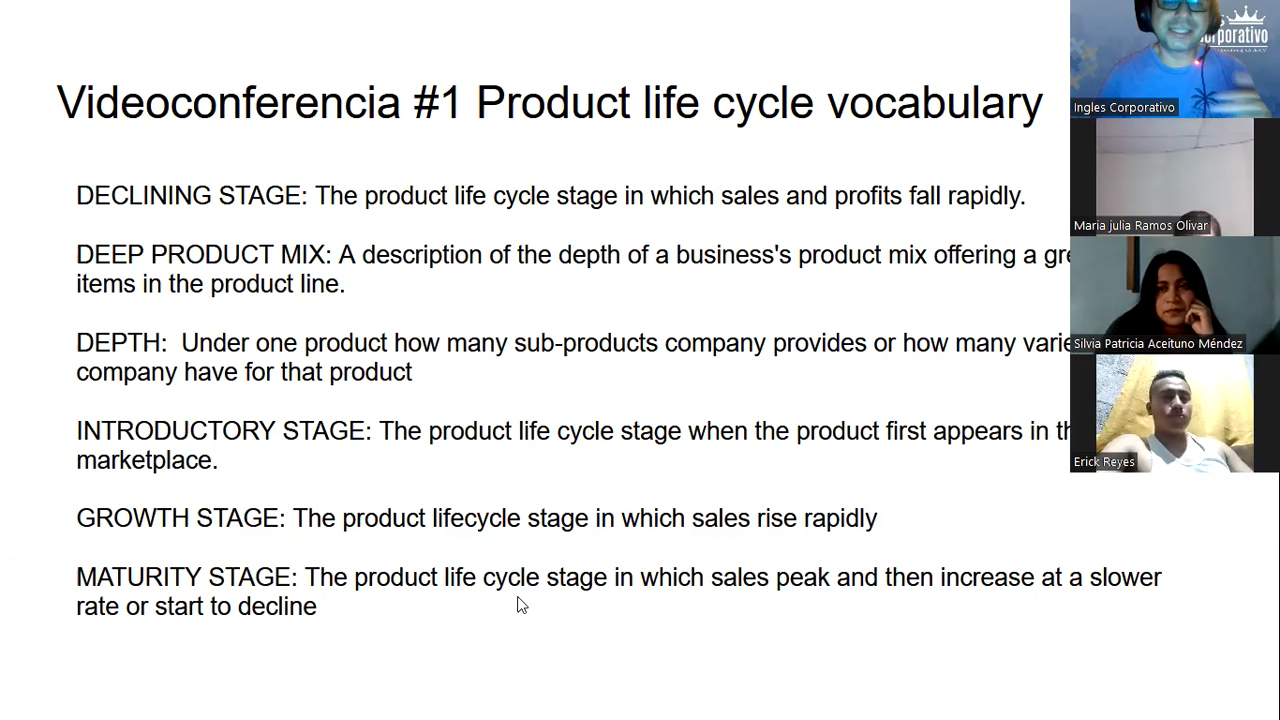 Videoconferencia #1 Product life cycle vocabulary
DECLINING STAGE: The product life cycle stage in which sales and profits fall rapidly.
DEEP PRODUCT MIX: A description of the depth of a business's product mix offering a
items in the product line.
DEPTH: Under one product how many sub-products company provides or how many
company have for that product
INTRODUCTORY STAGE: The product life cycle stage when the product first appears in
marketplace.
GROWTH STAGE: The product lifecycle stage in which sales rise rapidly
MATURITY STAGE: The product life cycle stage in which sales peak and then increase at a slower
rate or start to decline
Ingles Corporativo
Maria julia Ramos Olivar
Silvia Patricia Aceituno Méndez
Erick Reyes